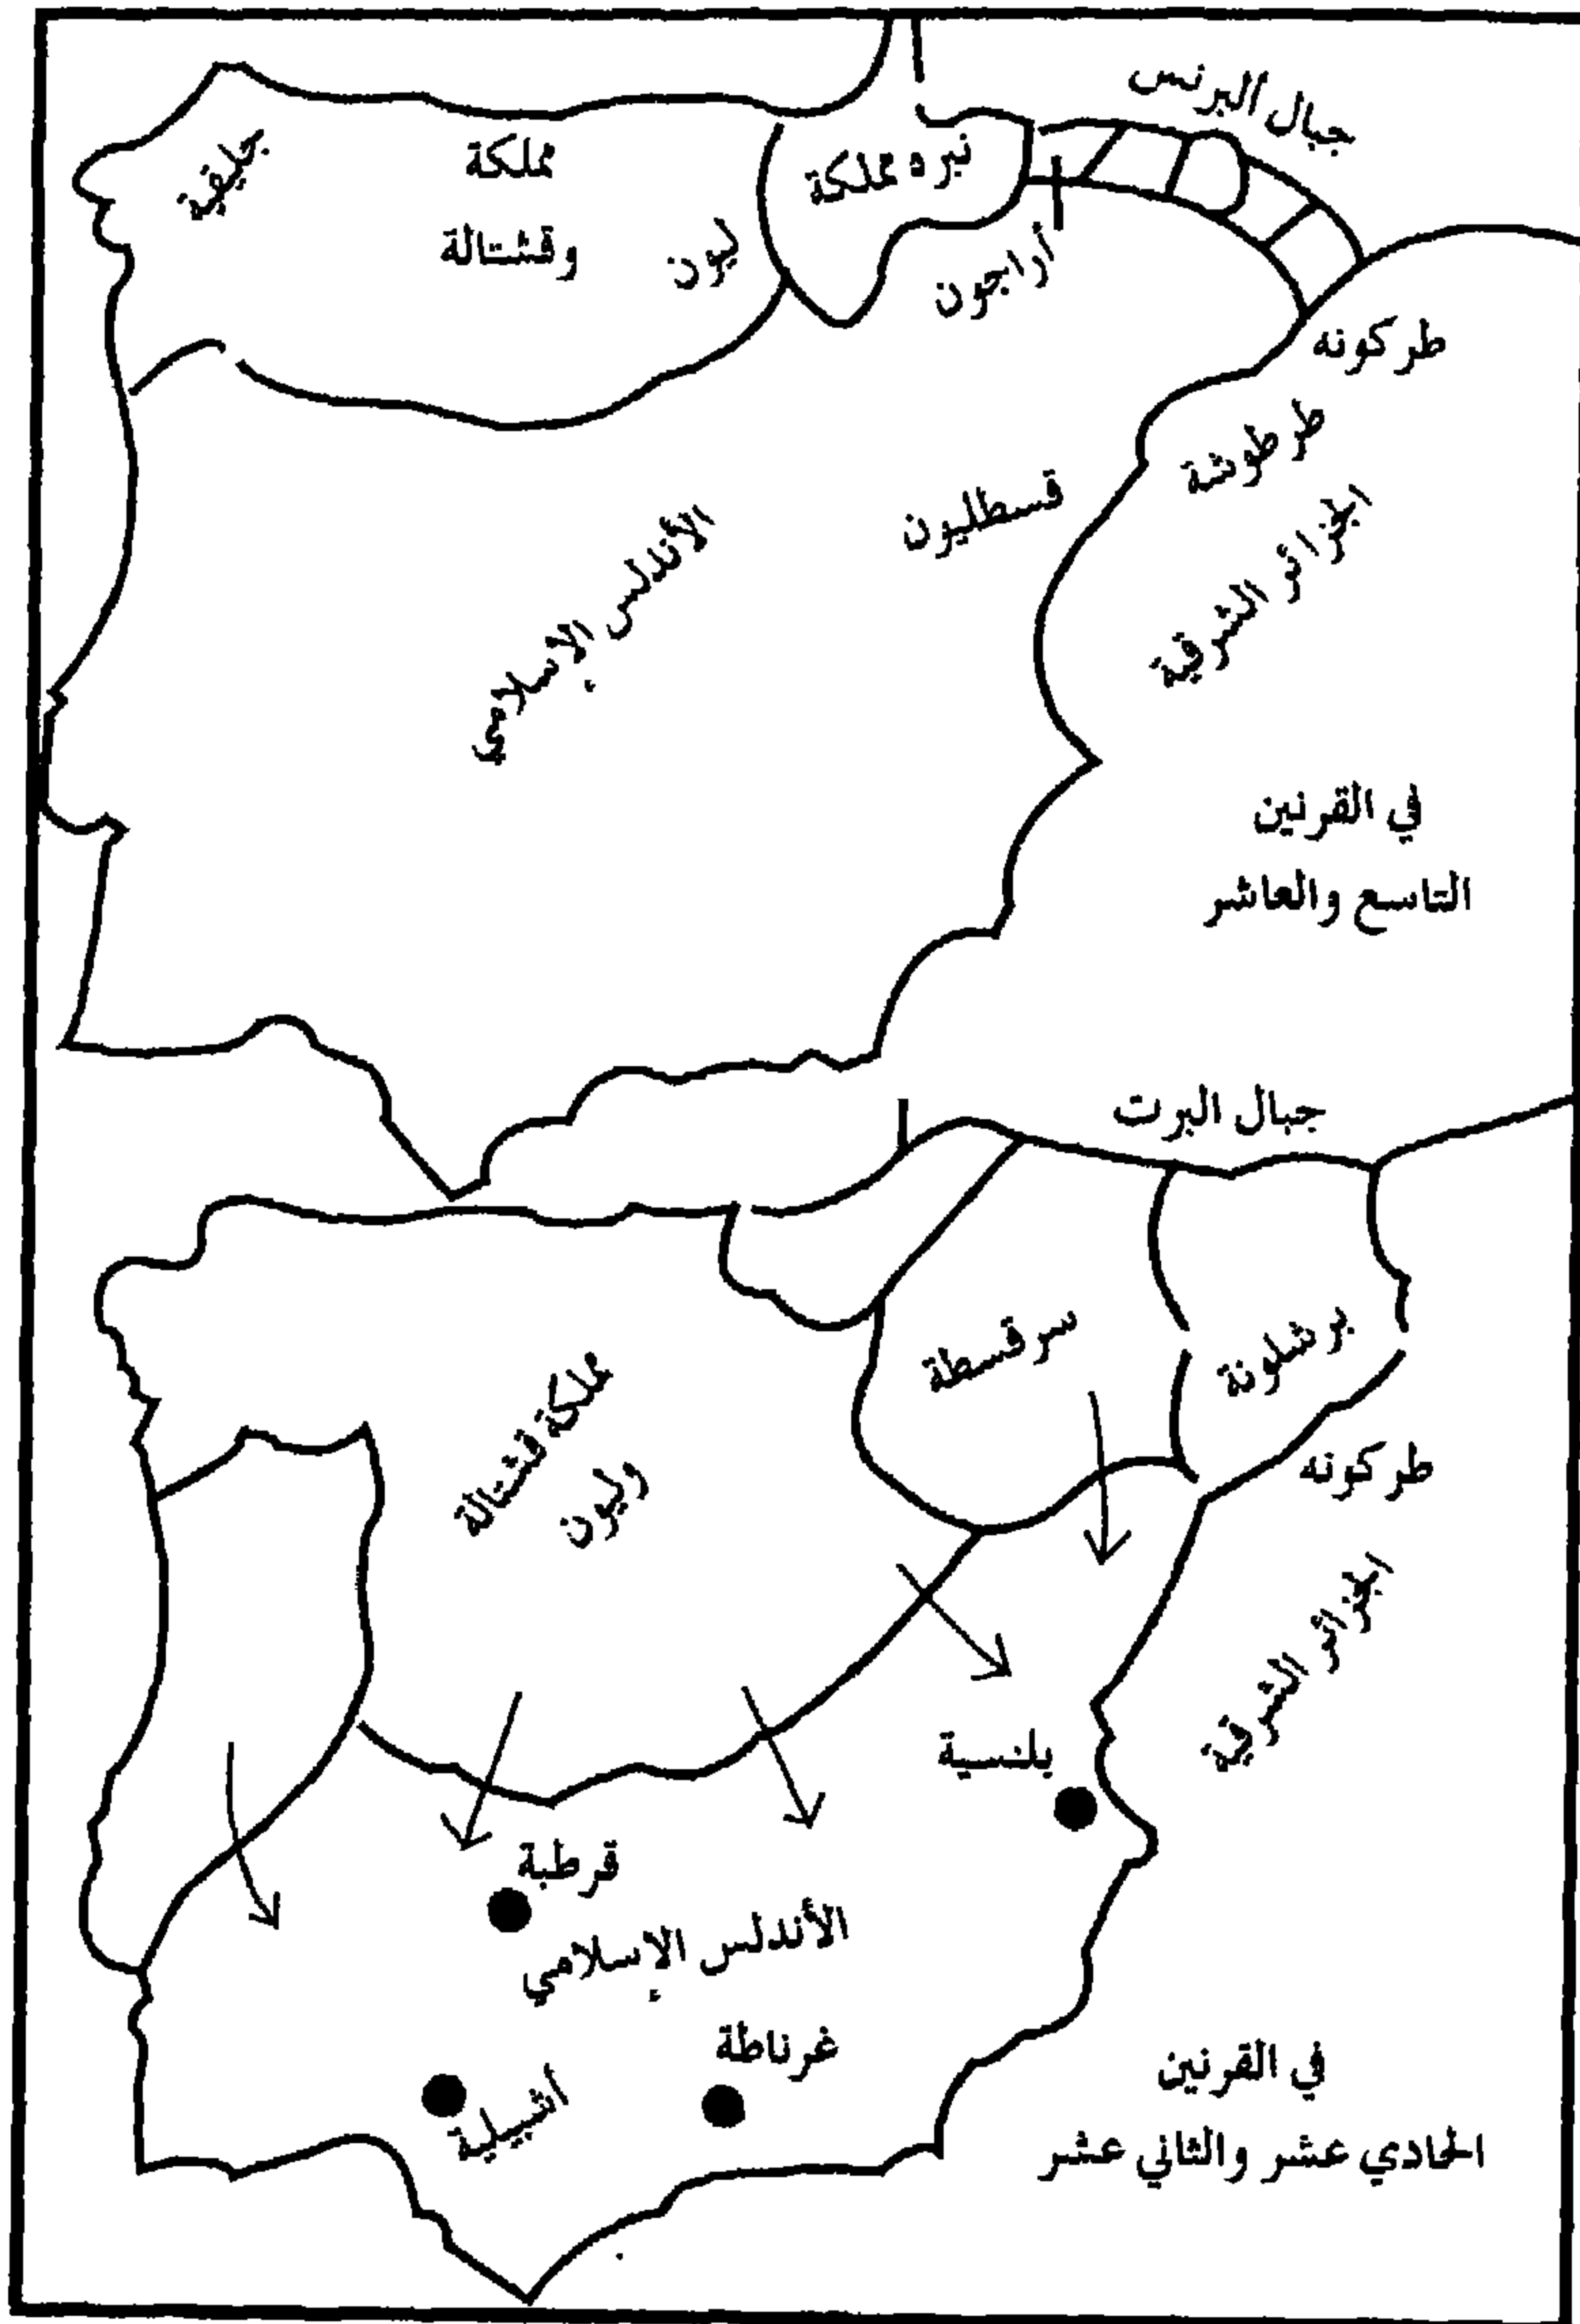 جبال البرنس
نبره مملكة
مملكة
وقشتالة
ليون
جليقية
أراجون
طركونه
طرطوشة
قسطليون
الجزائر الشرقية
الأندلس الإسلامي
في القرنين
التاسع والعاشر
جبال البرت
برشلونة
سرقسطة
مملكة قشتالة
وليون
طركونه
الجزائر الشرقية
بلنسية
قرطبة
الأندلس الإسلامي
غرناطة
أشبيلية
في القرنين
الحادي عشر والثاني عشر